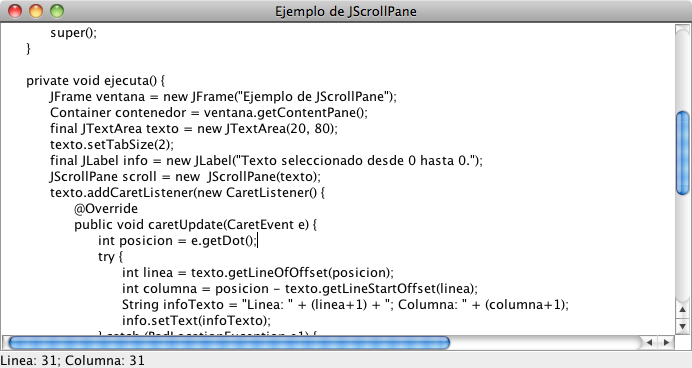 Ejemplo de JScrollPane
super();
}
private void ejecuta() {
JFrame ventana = new JFrame("Ejemplo de JScrollPane");
Container contenedor = ventana.getContentPane();
final JTextArea texto = new JTextArea(20, 80);
texto.setTabSize(2);
final JLabel info = new JLabel("Texto seleccionado desde 0 hasta 0.");
JScrollPane scroll = new  JScrollPane(texto);
texto.addCaretListener(new CaretListener() {
@Override
public void caretUpdate(CaretEvent e) {
int posicion = e.getDot();
try {
int linea = texto.getLineOfOffset(posicion);
int columna = posicion - texto.getLineStartOffset(linea);
String infoTexto = "Linea: " + (linea+1) + "; Columna: " + (columna+1);
info.setText(infoTexto);
} catch (BadLocationException e1) {
Linea: 31; Columna: 31